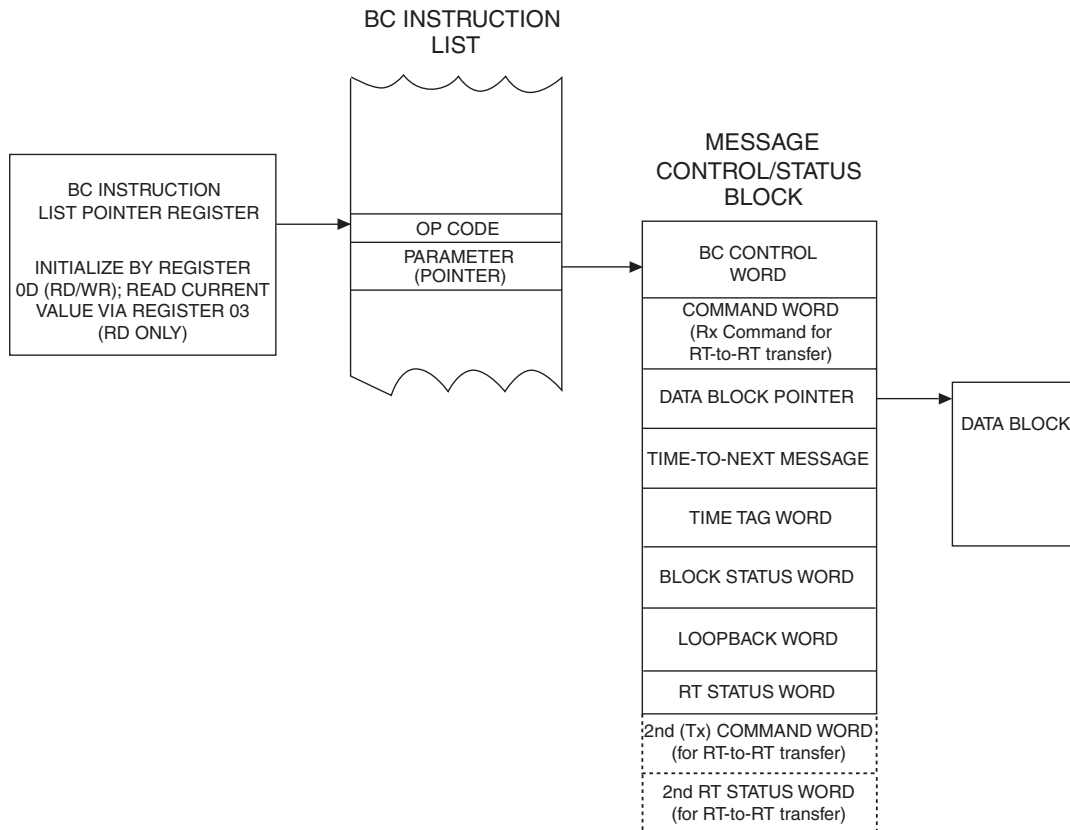 BC INSTRUCTION
LIST
BC INSTRUCTION
LIST POINTER REGISTER
INITIALIZE BY REGISTER
0D (RD/WR); READ CURRENT
VALUE VIA REGISTER 03
(RD ONLY)
OP CODE
PARAMETER
(POINTER)
MESSAGE
CONTROL/STATUS
BLOCK
BC CONTROL
WORD
COMMAND WORD
(Rx Command for
RT-to-RT transfer)
DATA BLOCK POINTER
TIME-TO-NEXT MESSAGE
TIME TAG WORD
BLOCK STATUS WORD
LOOPBACK WORD
RT STATUS WORD
2nd (Tx) COMMAND WORD
(for RT-to-RT transfer)
2nd RT STATUS WORD
(for RT-to-RT transfer)
DATA BLOCK